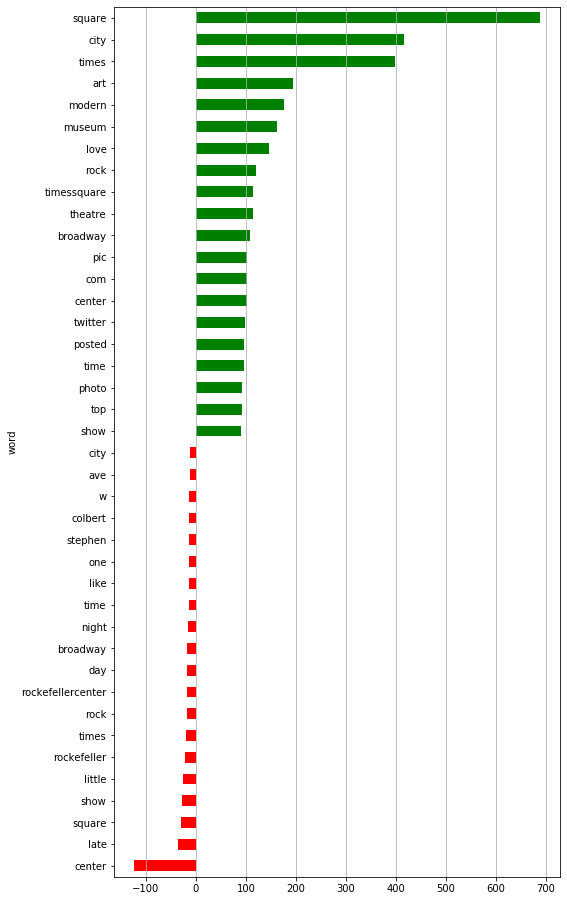 square
city
times
art
modern
museum
love
rock
timessquare
theatre
broadway
pic
com
center
twitter
posted
time
photo
top
show
city
ave
w
colbert
stephen
one
like
time
night
broadway
day
rockefellercenter
rock
times
rockefeller
little
show
square
late
center
word
−100 0 100 200 300 400 500 600 700